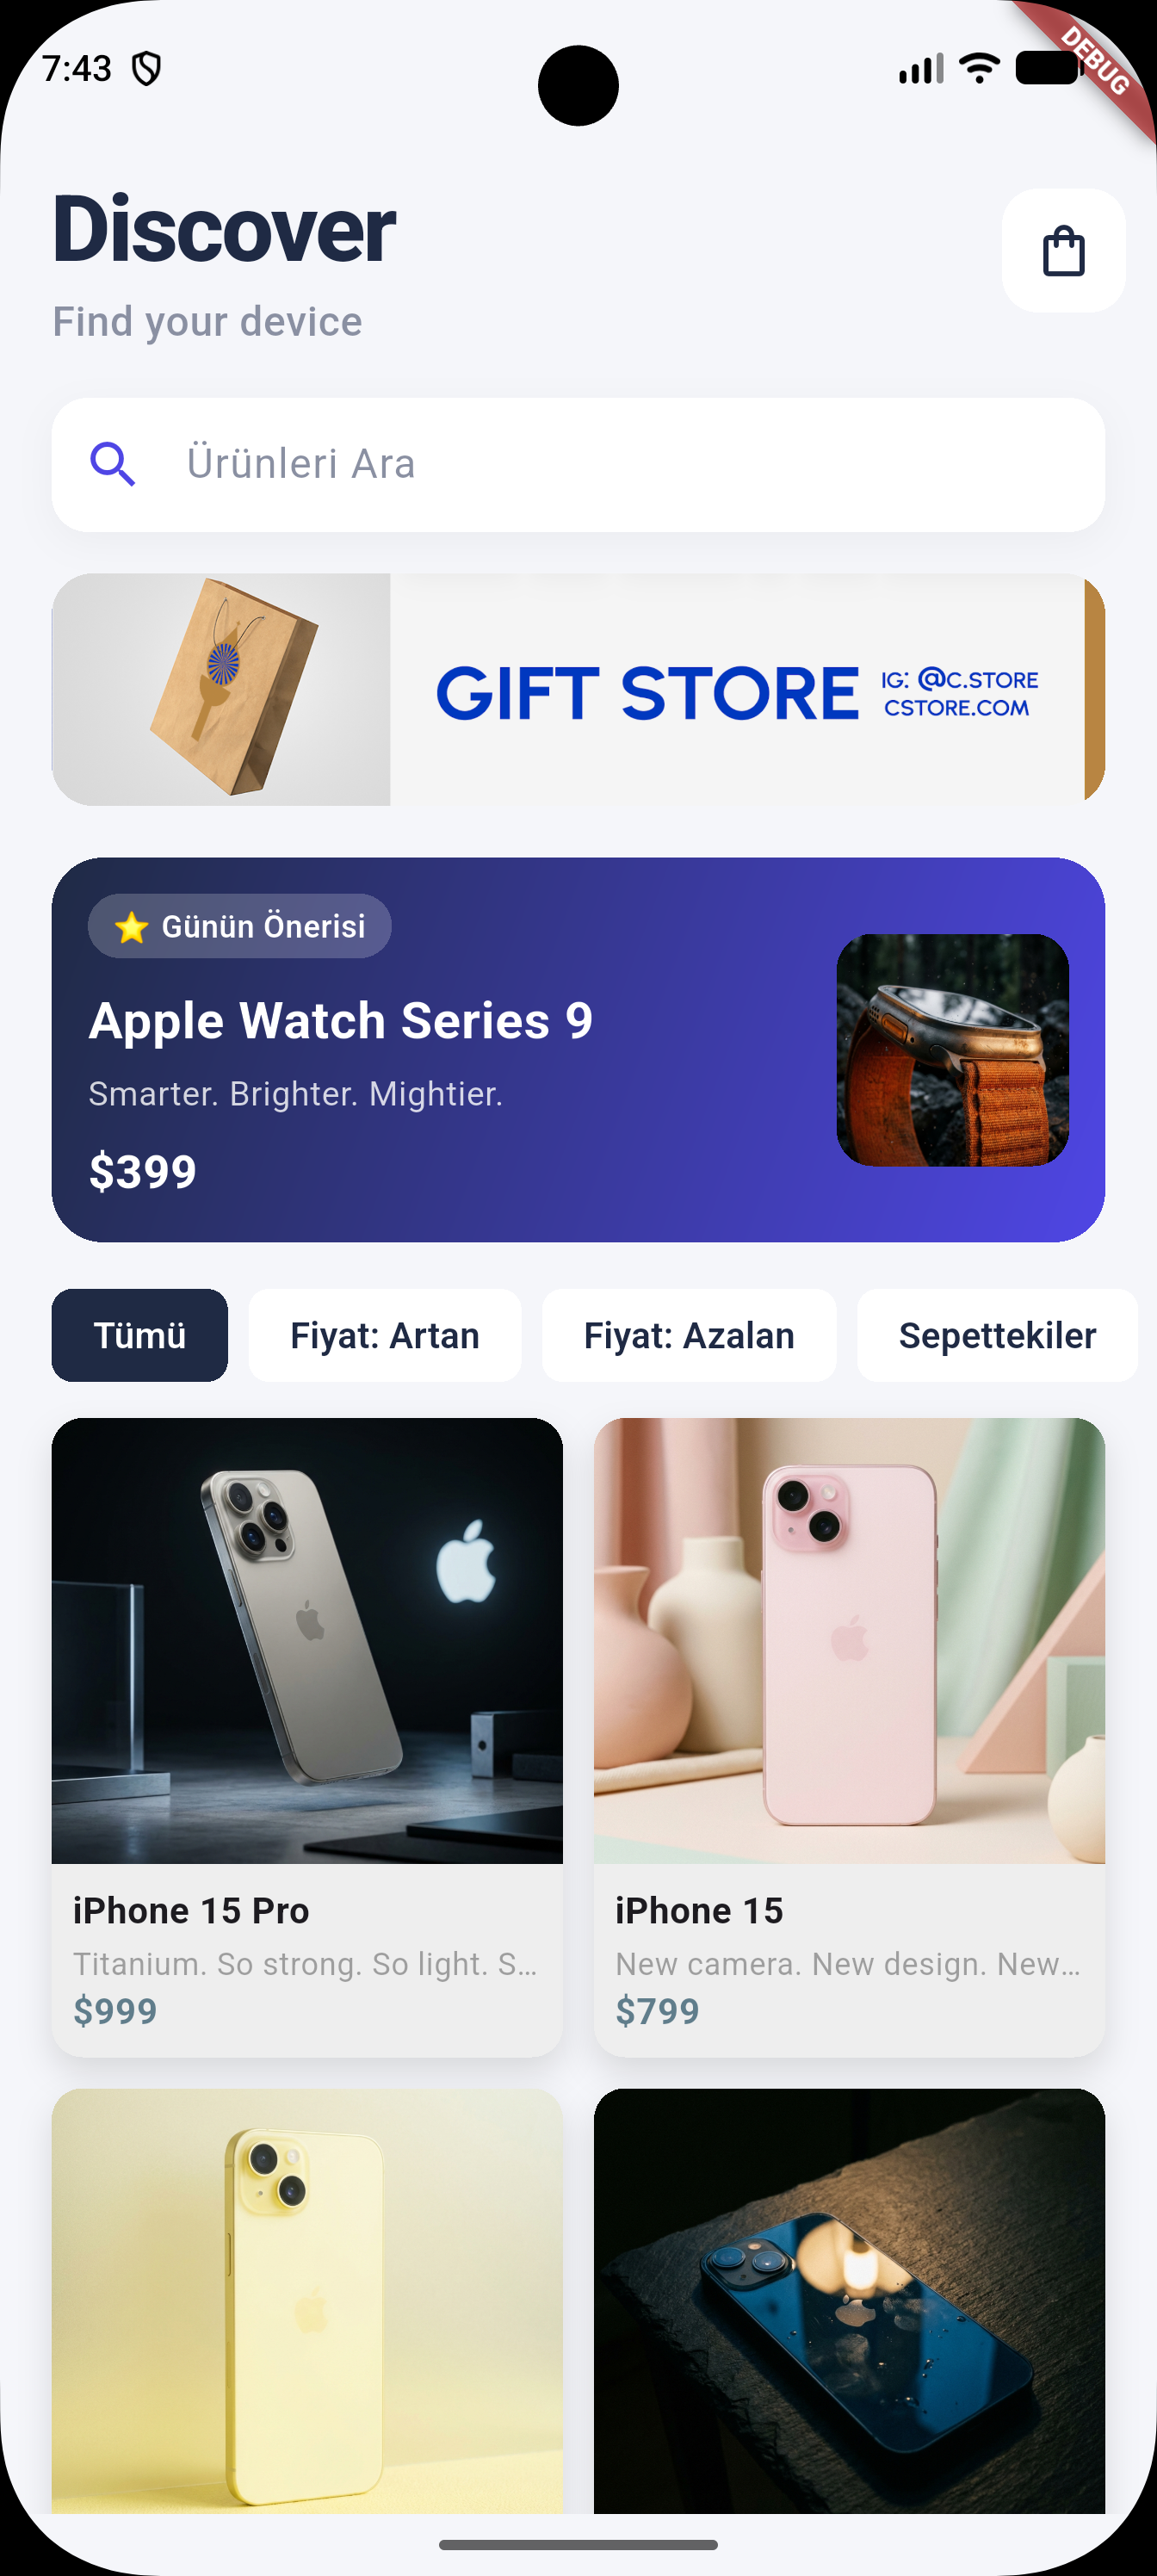 7:43
DEBUG
Discover
Find your device
Ürünleri Ara
GIFT STORE
IG: @C.STORE
CSTORE.COM
⭐ Günün Önerisi
Apple Watch Series 9
Smarter. Brighter. Mightier.
$399
Tümü
Fiyat: Artan
Fiyat: Azalan
Sepettekiler
iPhone 15 Pro
Titanium. So strong. So light. S...
$999
iPhone 15
New camera. New design. New...
$799